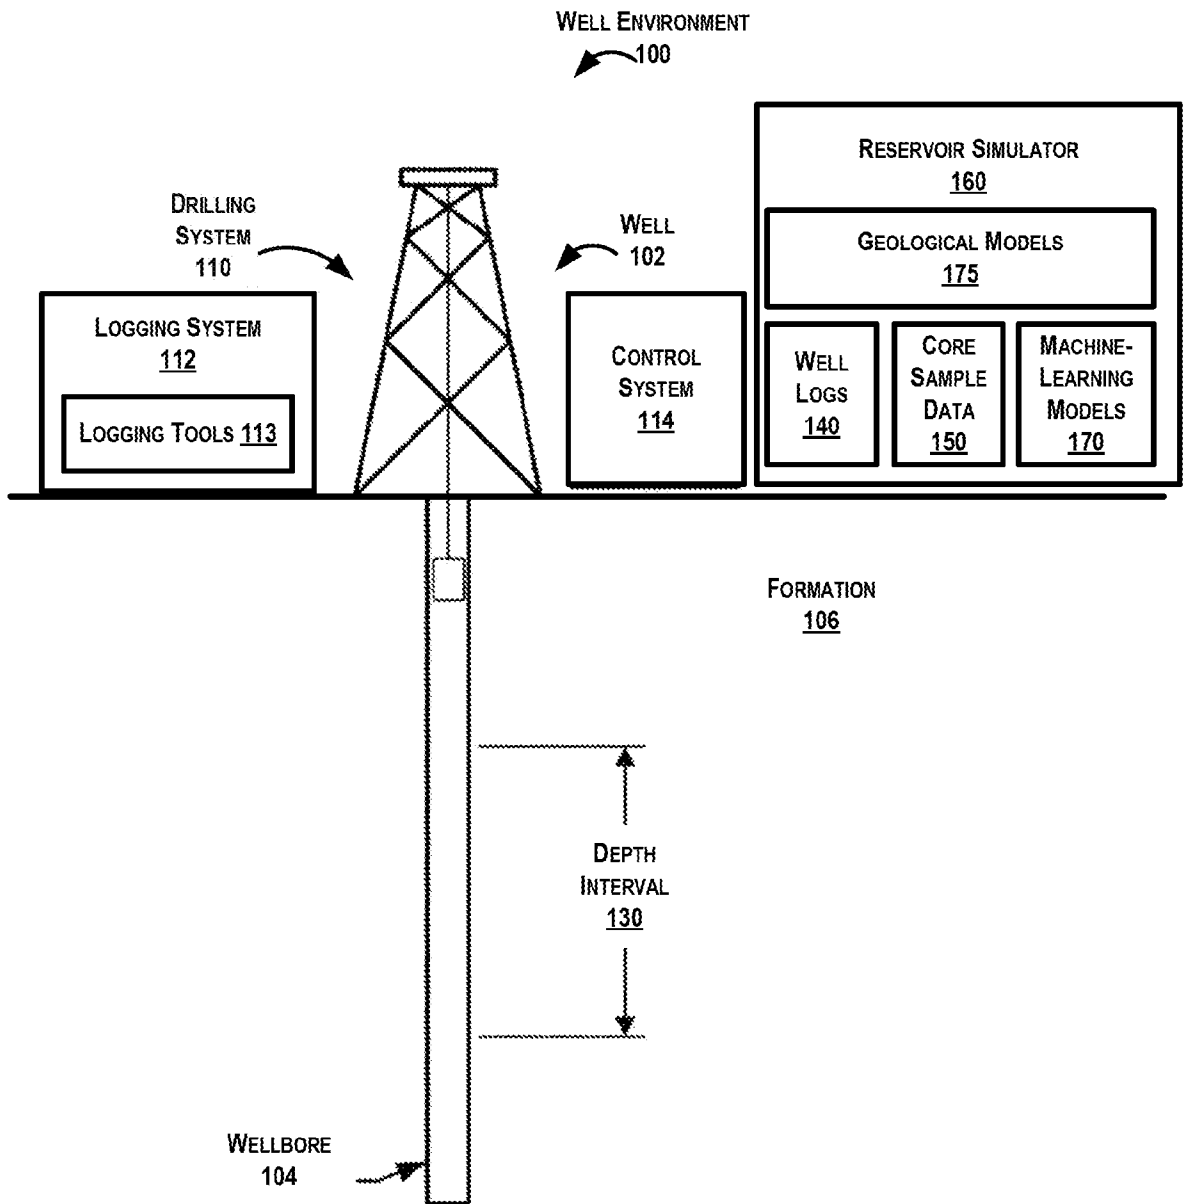 WELL ENVIRONMENT
100
RESERVOIR SIMULATOR
160
GEOLOGICAL MODELS
175
WELL
LOGS
140
CORE
SAMPLE
DATA
150
MACHINE-
LEARNING
MODELS
170
DRILLING
SYSTEM
110
WELL
102
LOGGING SYSTEM
112
LOGGING TOOLS 113
CONTROL
SYSTEM
114
FORMATION
106
DEPTH
INTERVAL
130
WELLBORE
104